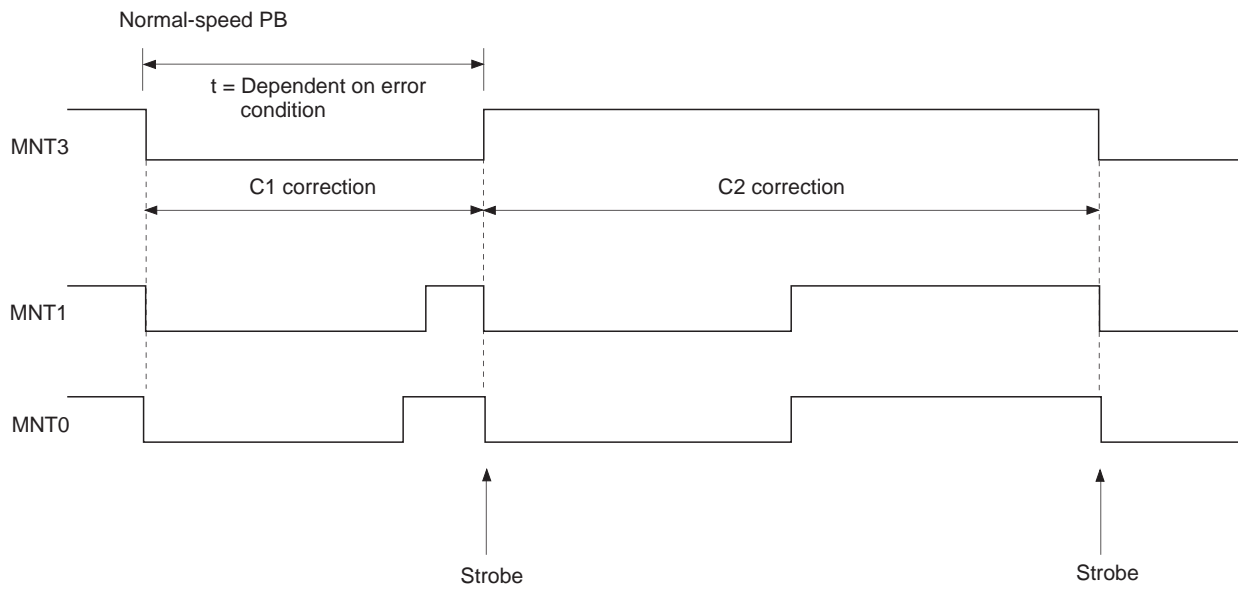 Normal-speed PB
t = Dependent on error
condition
MNT3
C1 correction
C2 correction
MNT1
MNT0
Strobe
Strobe